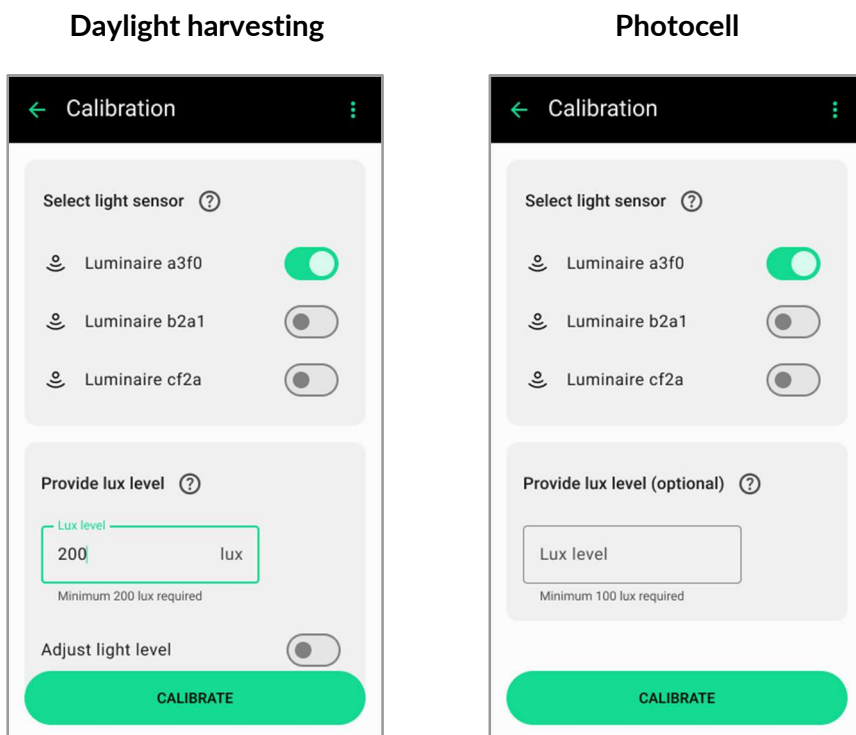 Daylight harvesting
Calibration
Select light sensor ?
Luminaire a3f0
Luminaire b2a1
Luminaire cf2a
Provide lux level ?
Lux level
200 lux
Minimum 200 lux required
Adjust light level
CALIBRATE
Photocell
Calibration
Select light sensor ?
Luminaire a3f0
Luminaire b2a1
Luminaire cf2a
Provide lux level (optional) ?
Lux level
Minimum 100 lux required
CALIBRATE